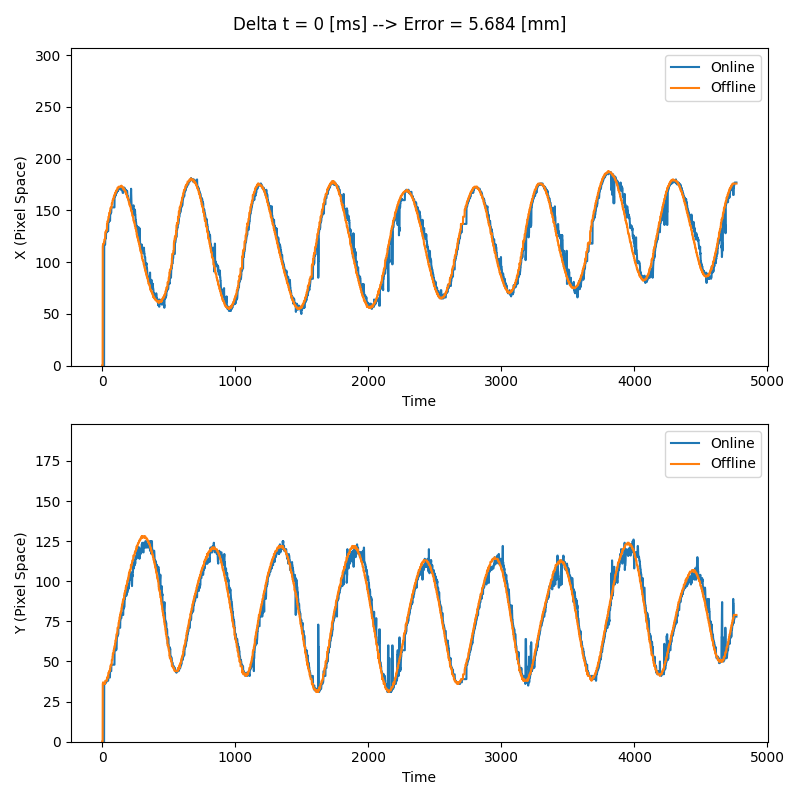 Delta t = 0 [ms] --> Error = 5.684 [mm]
300
250
200
150
100
50
0
X (Pixel Space)
Online
Offline
0 1000 2000 3000 4000 5000
Time
175
150
125
100
75
50
25
0
Y (Pixel Space)
Online
Offline
0 1000 2000 3000 4000 5000
Time